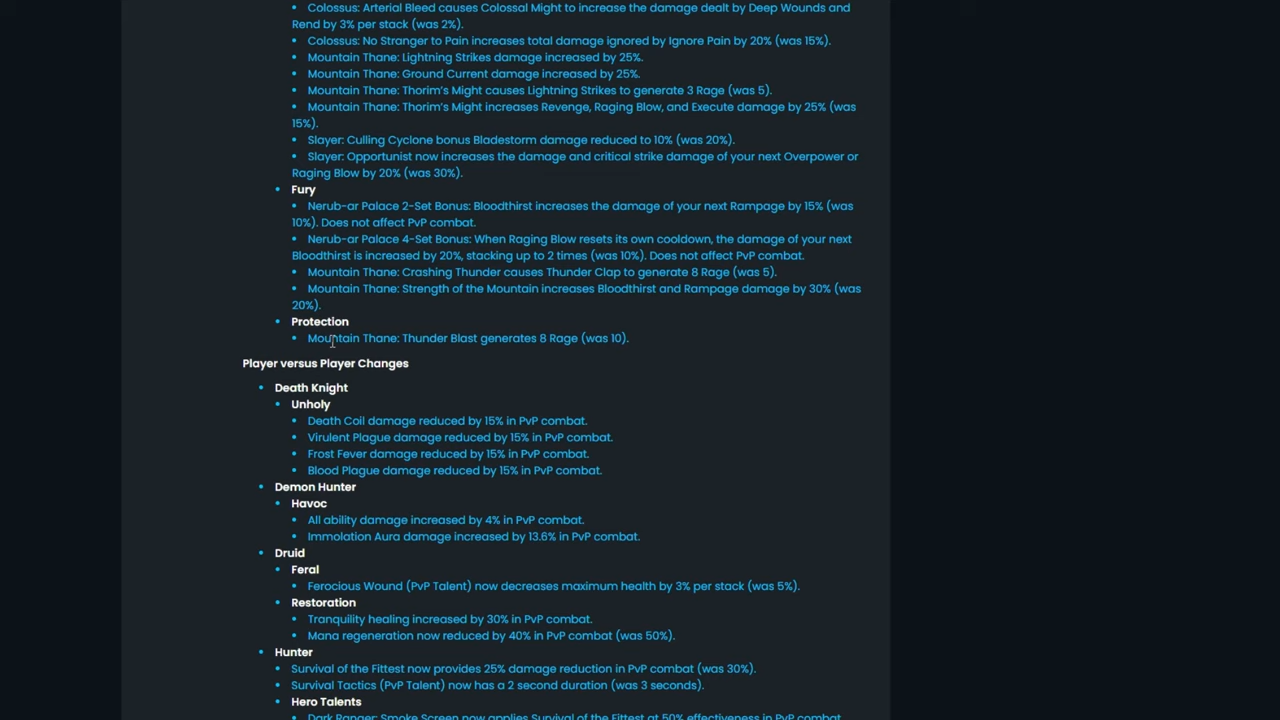 • Colossus: Arterial Bleed causes Colossal Might to increase the damage dealt by Deep Wounds and
Rend by 3% per stack (was 2%).
• Colossus: No Stranger to Pain increases total damage ignored by Ignore Pain by 20% (was 15%).
• Mountain Thane: Lightning Strikes damage increased by 25%.
• Mountain Thane: Ground Current damage increased by 25%.
• Mountain Thane: Thorim's Might causes Lightning Strikes to generate 3 Rage (was 5).
• Mountain Thane: Thorim's Might increases Revenge, Raging Blow, and Execute damage by 25% (was
15%).
• Slayer: Culling Cyclone bonus Bladestorm damage reduced to 10% (was 20%).
• Slayer: Opportunist now increases the damage and critical strike damage of your next Overpower or
Raging Blow by 20% (was 30%).
• Fury
• Nerub-ar Palace 2-Set Bonus: Bloodthirst increases the damage of your next Rampage by 15% (was
10%). Does not affect PvP combat.
• Nerub-ar Palace 4-Set Bonus: When Raging Blow resets its own cooldown, the damage of your next
Bloodthirst is increased by 20%, stacking up to 2 times (was 10%). Does not affect PvP combat.
• Mountain Thane: Crashing Thunder causes Thunder Clap to generate 8 Rage (was 5).
• Mountain Thane: Strength of the Mountain increases Bloodthirst and Rampage damage by 30% (was
20%).
• Protection
• Mountain Thane: Thunder Blast generates 8 Rage (was 10).
Player versus Player Changes
• Death Knight
• Unholy
• Death Coil damage reduced by 15% in PvP combat.
• Virulent Plague damage reduced by 15% in PvP combat.
• Frost Fever damage reduced by 15% in PvP combat.
• Blood Plague damage reduced by 15% in PvP combat.
• Demon Hunter
• Havoc
• All ability damage increased by 4% in PvP combat.
• Immolation Aura damage increased by 13.6% in PvP combat.
• Druid
• Feral
• Ferocious Wound (PvP Talent) now decreases maximum health by 3% per stack (was 5%).
• Restoration
• Tranquility healing increased by 30% in PvP combat.
• Mana regeneration now reduced by 40% in PvP combat (was 50%).
• Hunter
• Survival of the Fittest now provides 25% damage reduction in PvP combat (was 30%).
• Survival Tactics (PvP Talent) now has a 2 second duration (was 3 seconds).
• Hero Talents
• Dark Ranger: Smoke Screen now applies Survival of the Fittest at 50% effectiveness in PvP combat